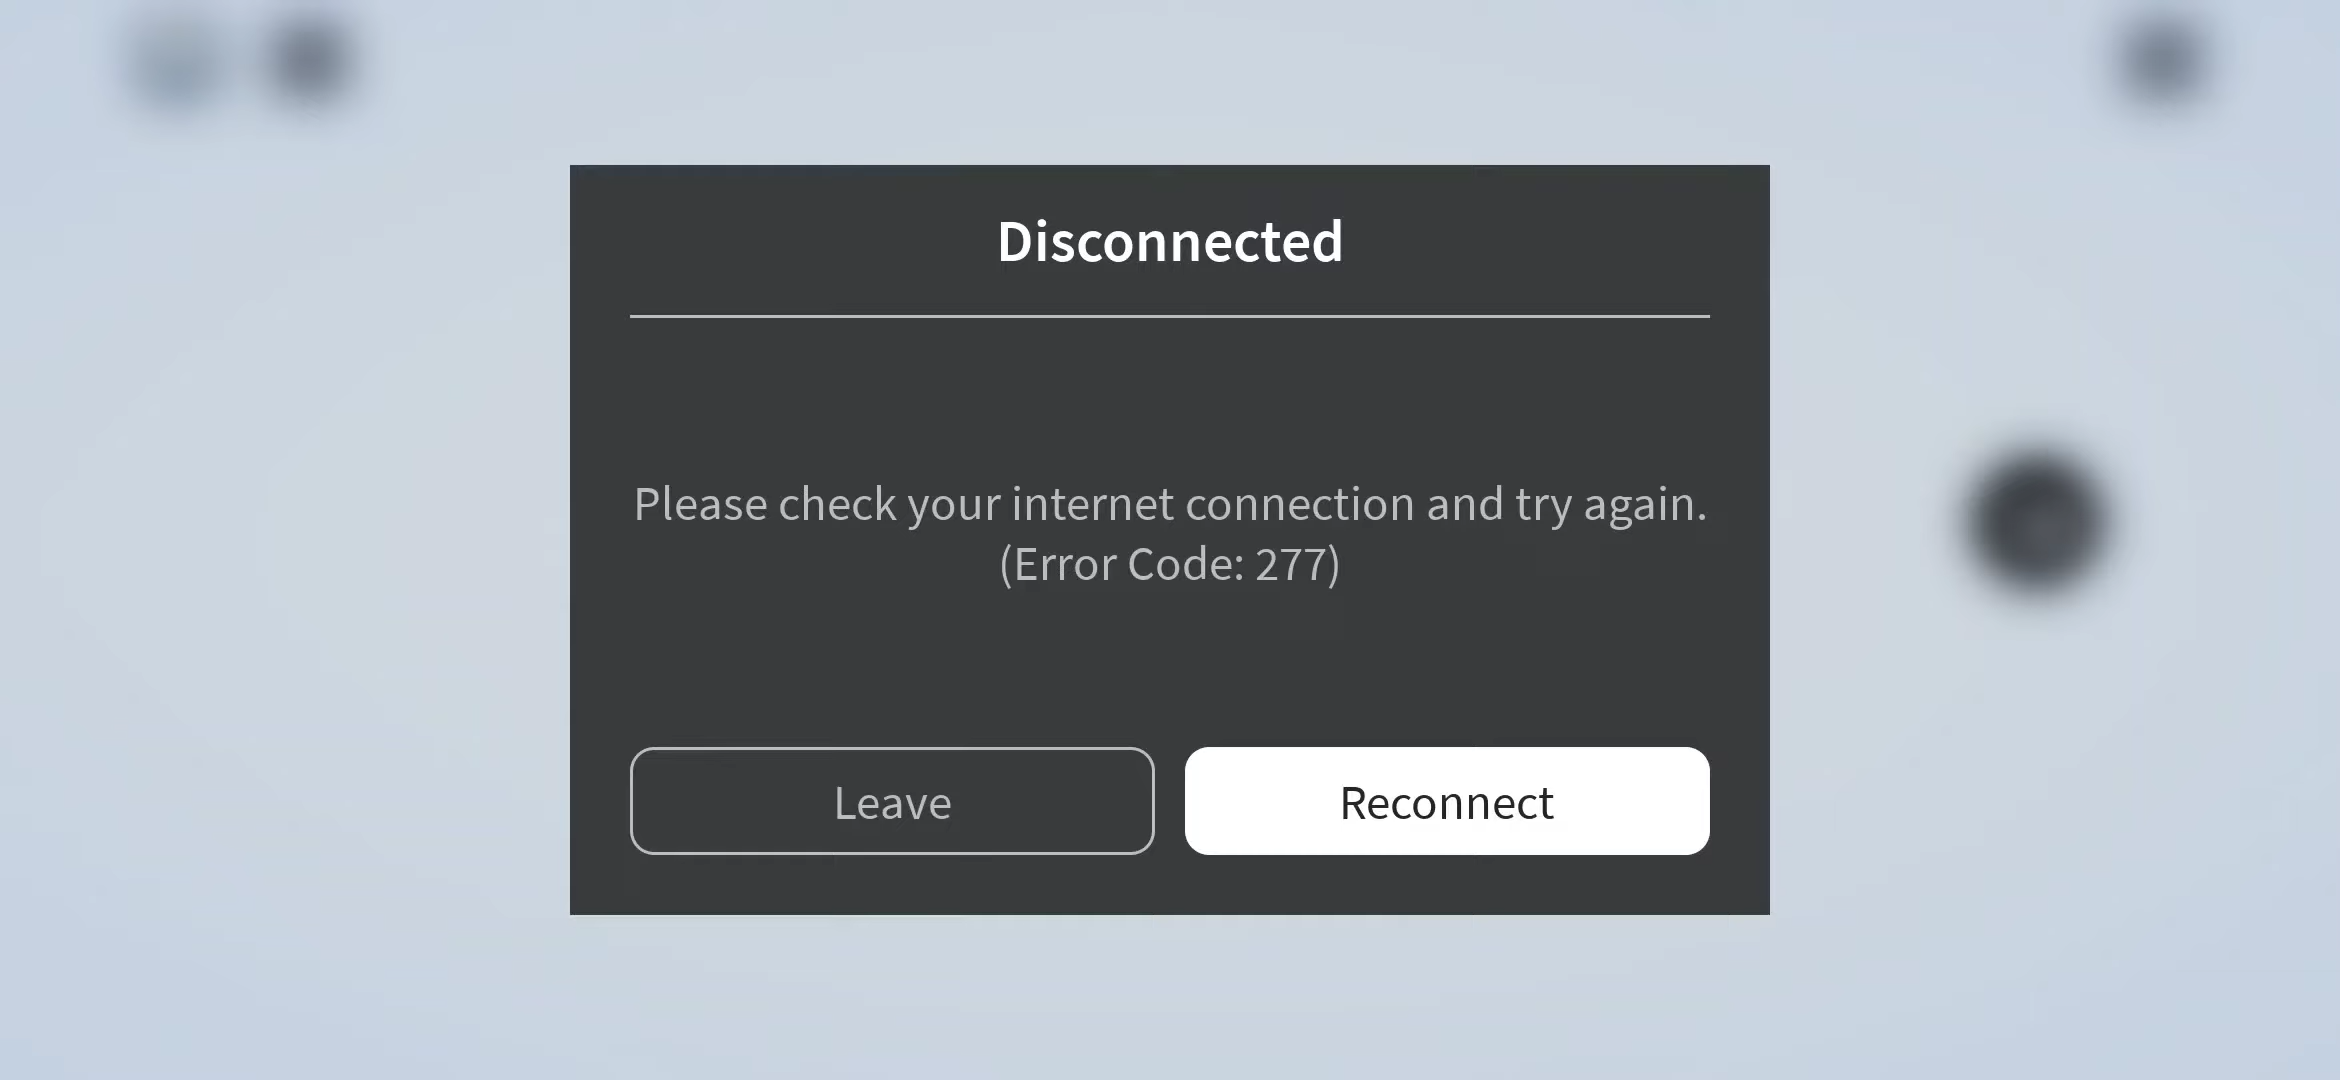 Disconnected
Please check your internet connection and try again.
(Error Code: 277)
Leave
Reconnect